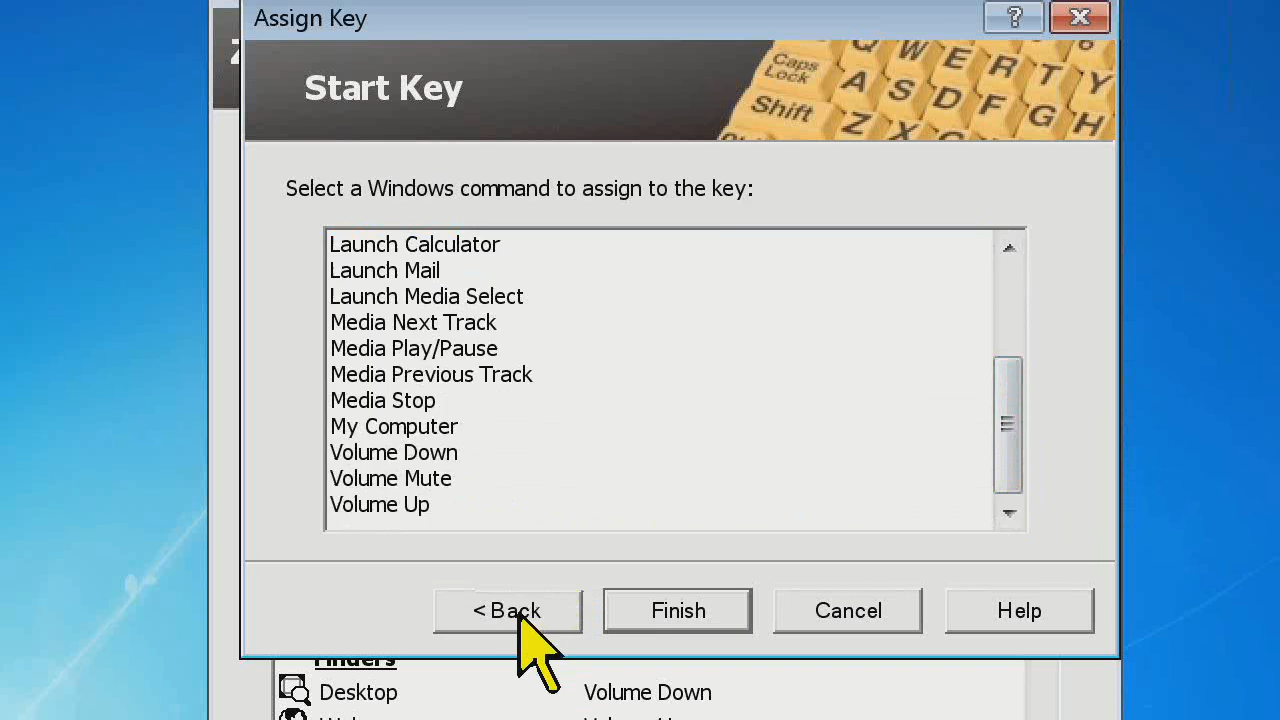 Assign Key
Start Key
Q W E R T Y
Caps Lock A S D F G H
Shift Z X
Select a Windows command to assign to the key:
Launch Calculator
Launch Mail
Launch Media Select
Media Next Track
Media Play/Pause
Media Previous Track
Media Stop
My Computer
Volume Down
Volume Mute
Volume Up
< Back Finish Cancel Help
Finders
Desktop Volume Down